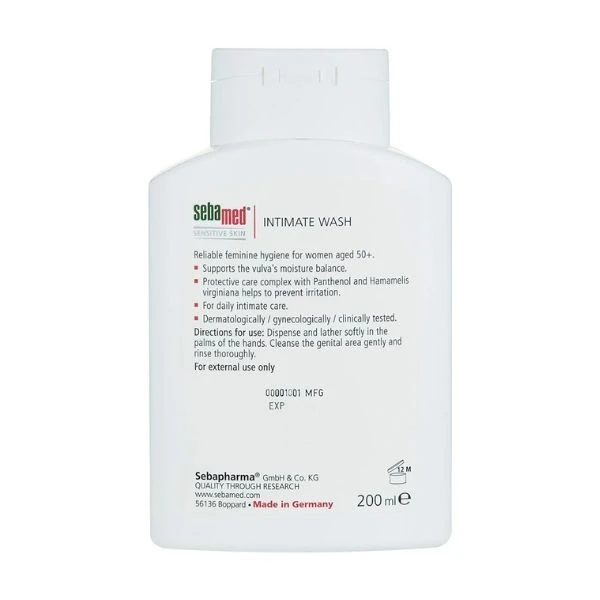 sebamed®
SENSITIVE SKIN
INTIMATE WASH
Reliable feminine hygiene for women aged 50+.
Supports the vulva's moisture balance.
Protective care complex with Panthenol and Hamamelis
virginiana helps to prevent irritation.
For daily intimate care.
Dermatologically / gynecologically / clinically tested.
Directions for use: Dispense and lather softly in the
palms of the hands. Cleanse the genital area gently and
rinse thoroughly.
For external use only
00001001 MFG
EXP
12 M
Sebapharma® GmbH & Co. KG
QUALITY THROUGH RESEARCH
www.sebamed.com
56136 Boppard • Made in Germany
200 ml e